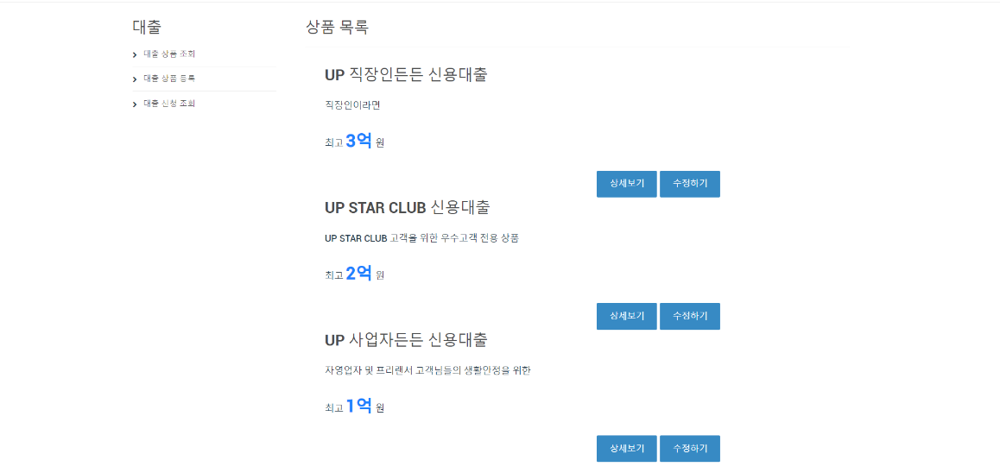 대출
대출 상품 조회
대출 상품 등록
대출 신청 조회
상품 목록
UP 직장인든든 신용대출
직장인이라면
최고 3억 원
상세보기 수정하기
UP STAR CLUB 신용대출
UP STAR CLUB 고객을 위한 우수고객 전용 상품
최고 2억 원
상세보기 수정하기
UP 사업자든든 신용대출
자영업자 및 프리랜서 고객님들의 생활안정을 위한
최고 1억 원
상세보기 수정하기